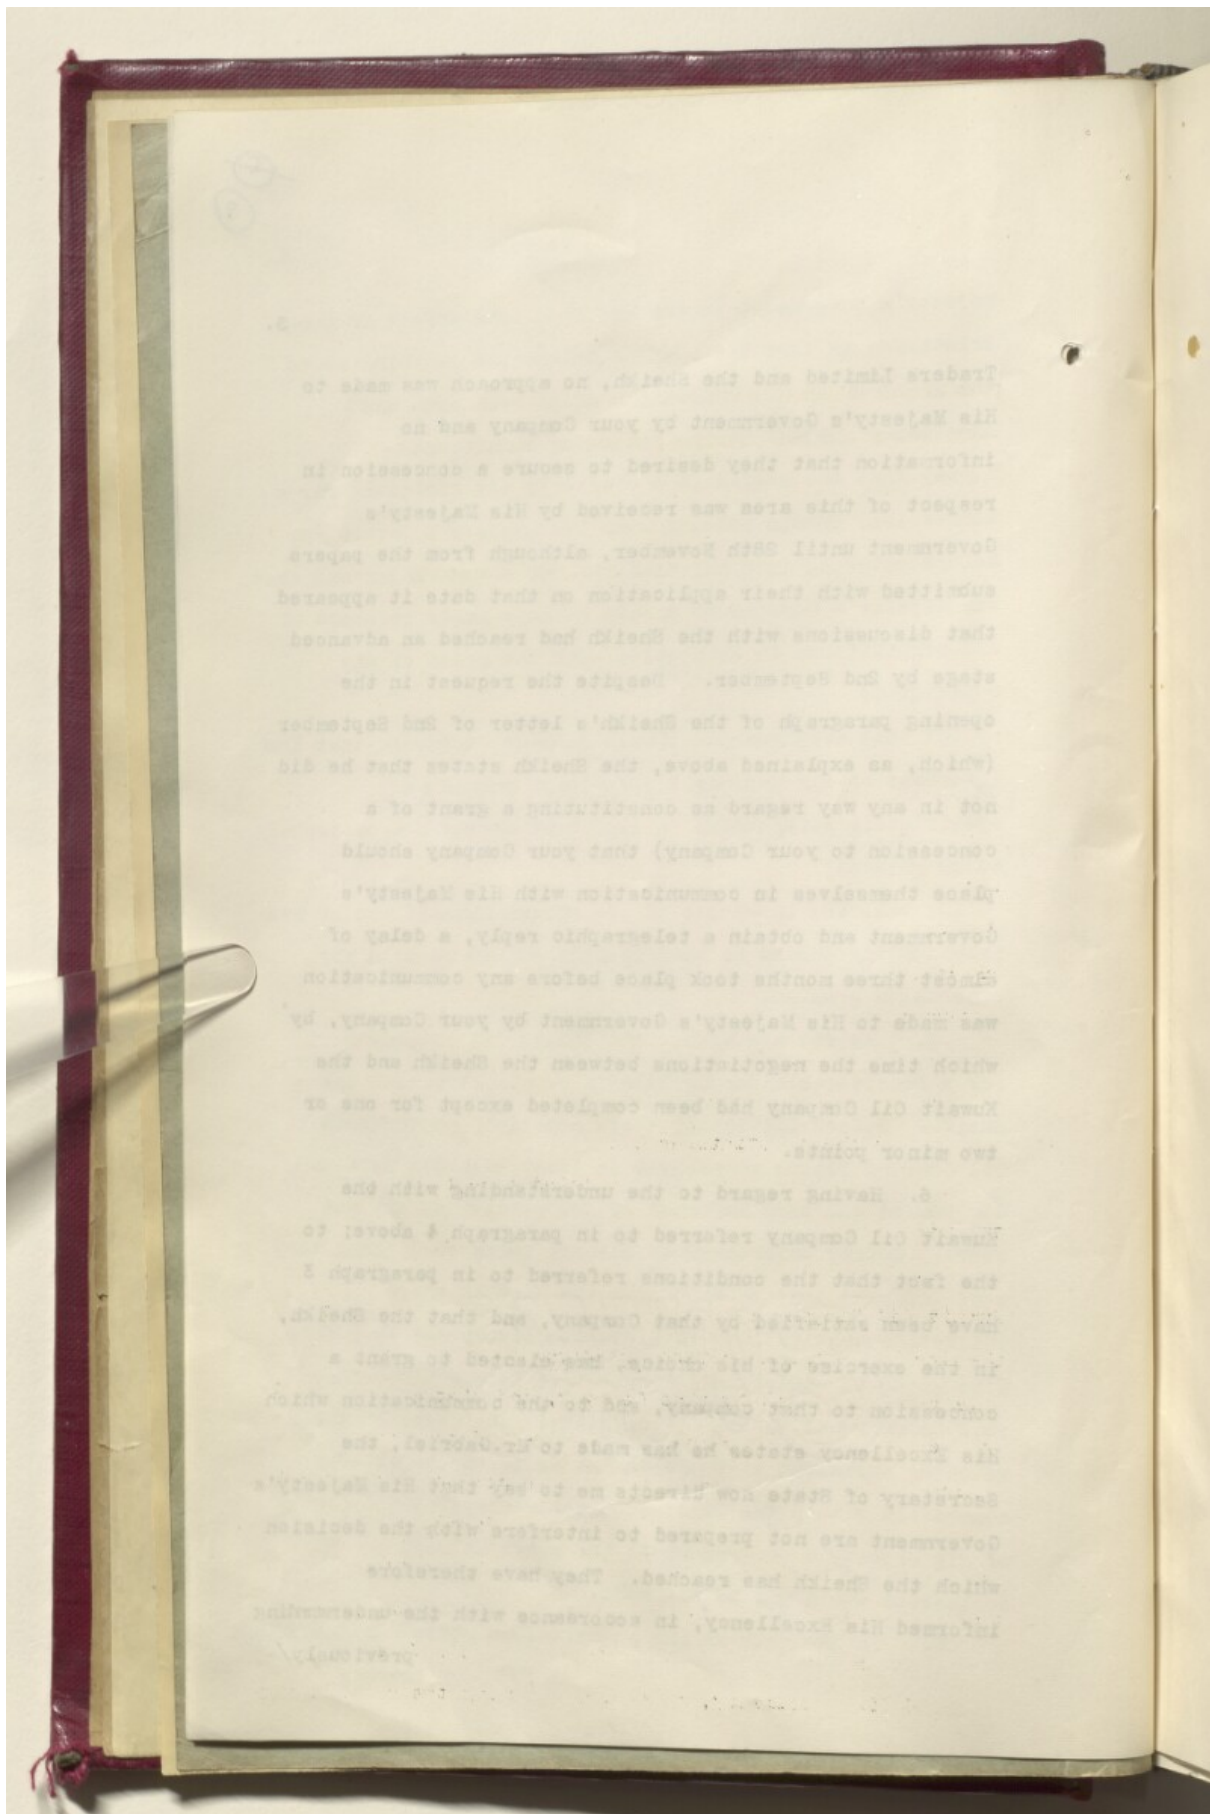 3.
Traders Limited and the Sheikh, no approach was made to
His Majesty's Government by your Company and no
information that they desired to secure a concession in
respect of this area was received by His Majesty's
Government until 28th November, although from the papers
submitted with their application on that date it appeared
that discussions with the Sheikh had reached an advanced
stage by 2nd September. Despite the request in the
opening paragraph of the Sheikh's letter of 2nd September
(which, as explained above, the Sheikh states that he did
not in any way regard as constituting a grant of a
concession to your Company) that your Company should
place themselves in communication with His Majesty's
Government and obtain a telegraphic reply, a delay of
almost three months took place before any communication
was made to His Majesty's Government by your Company, by
which time the negotiations between the Sheikh and the
Kuwait Oil Company had been completed except for one or
two minor points.
6. Having regard to the understanding with the
Kuwait Oil Company referred to in paragraph 4 above; to
the fact that the conditions referred to in paragraph 3
have been satisfied by that Company, and that the Sheikh,
in the exercise of his choice, has elected to grant a
concession to that company, and to the communication which
His Excellency states he has made to Mr.Gabriel, the
Secretary of State now directs me to say that His Majesty's
Government are not prepared to interfere with the decision
which the Sheikh has reached. They have therefore
informed His Excellency, in accordance with the understanding
previously/